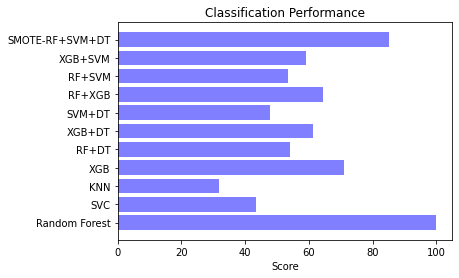 Classification Performance
SMOTE-RF+SVM+DT
XGB+SVM
RF+SVM
RF+XGB
SVM+DT
XGB+DT
RF+DT
XGB
KNN
SVC
Random Forest
0 20 40 60 80 100
Score